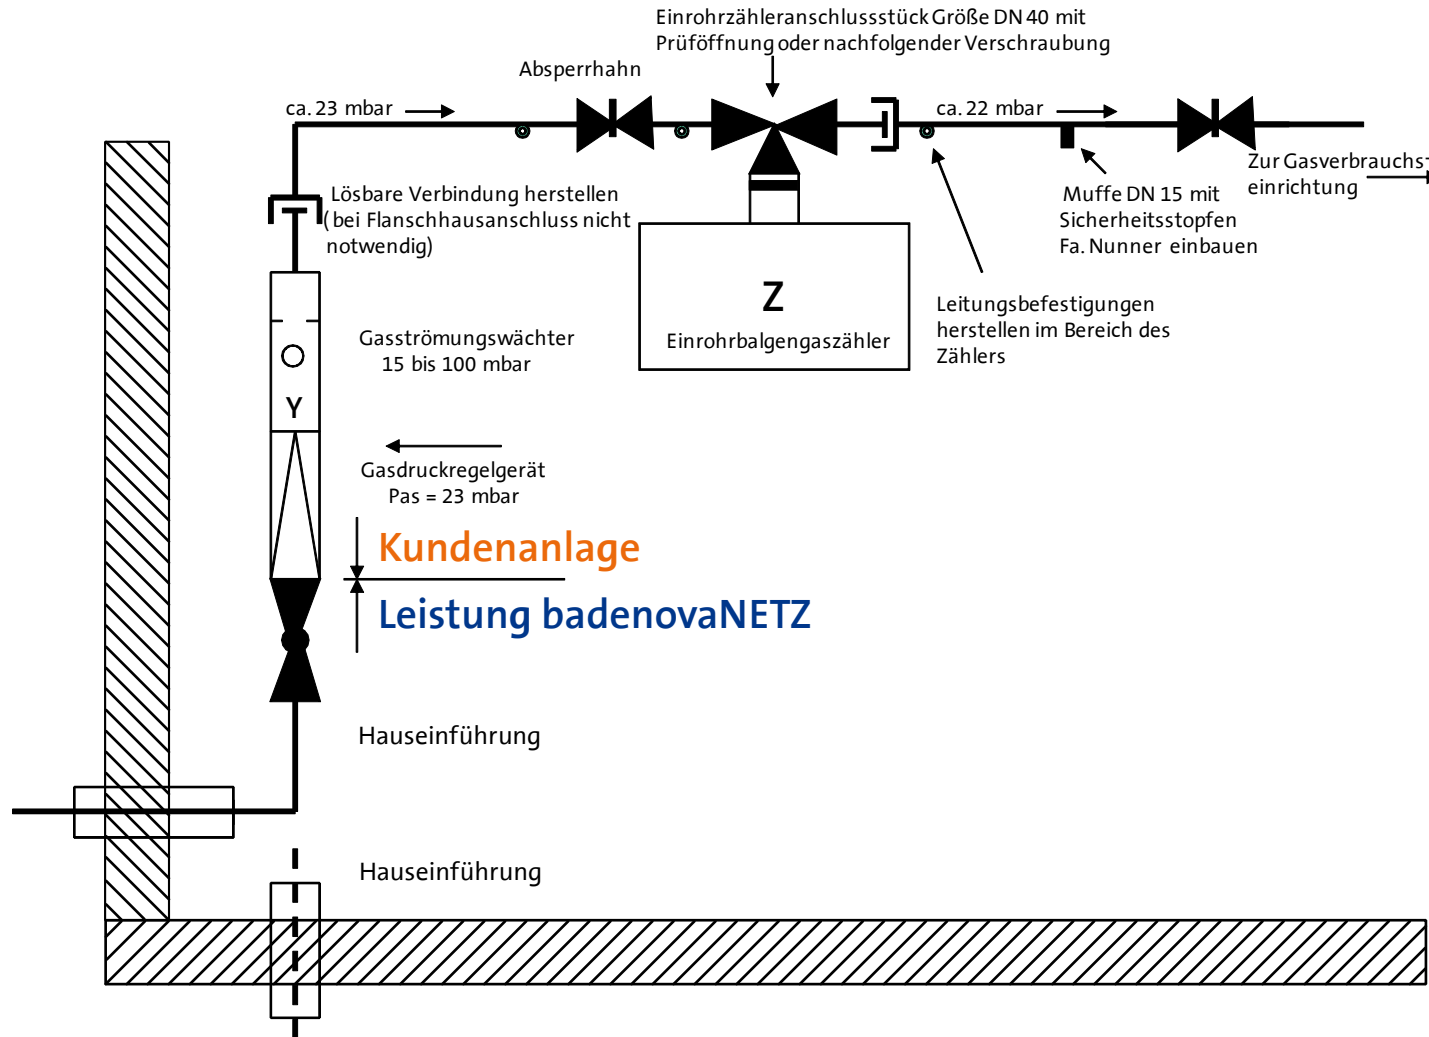 Einrohrzähleranschlussstück Größe DN 40 mit
Prüföffnung oder nachfolgender Verschraubung
Absperrhahn
ca. 23 mbar
ca. 22 mbar
Zur Gasverbrauchs-
einrichtung
Lösbare Verbindung herstellen
( bei Flanschhausanschluss nicht
notwendig)
Muffe DN 15 mit
Sicherheitsstopfen
Fa. Nunner einbauen
Z
Einrohrbalgengaszähler
Leitungsbefestigungen
herstellen im Bereich des
Zählers
Gasströmungswächter
15 bis 100 mbar
Y
Gasdruckregelgerät
Pas = 23 mbar
Kundenanlage
Leistung badenovaNETZ
Hauseinführung
Hauseinführung